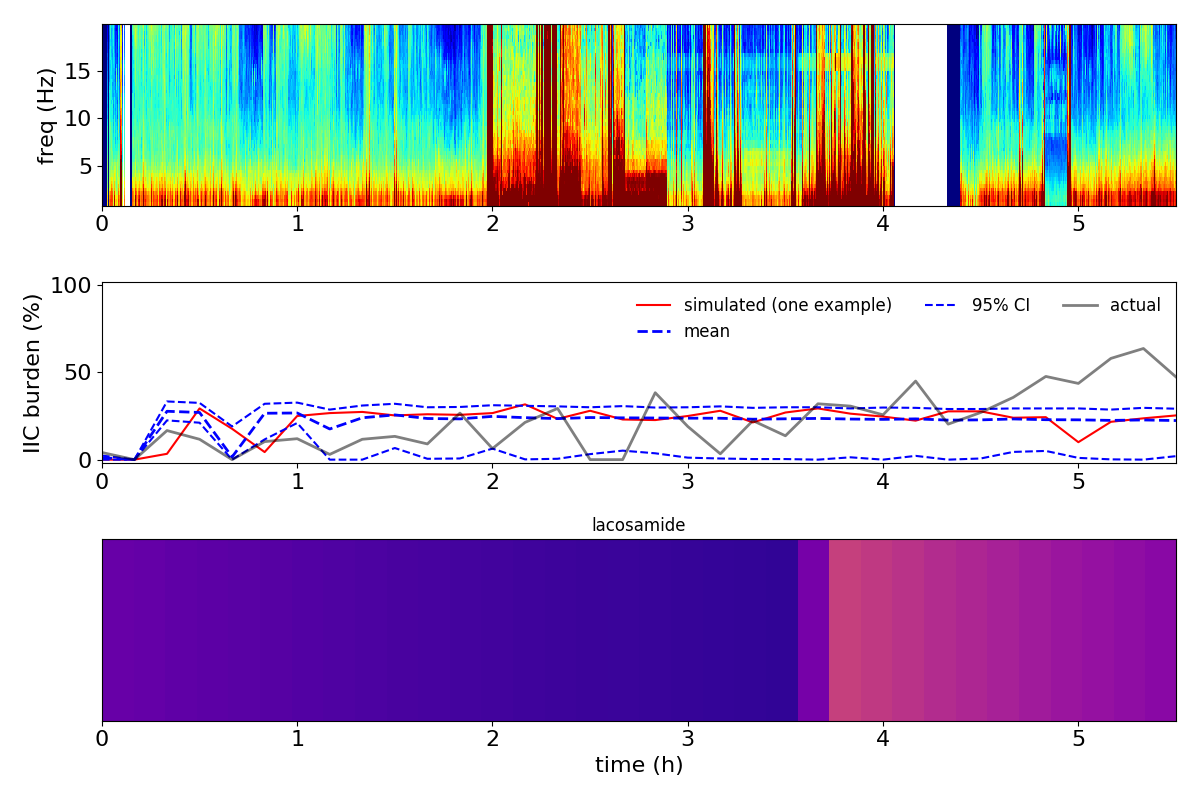 freq (Hz)
15
10
5
0 1 2 3 4 5
IIC burden (%)
100
50
0
simulated (one example)
mean
95% CI
actual
0 1 2 3 4 5
lacosamide
0 1 2 3 4 5
time (h)